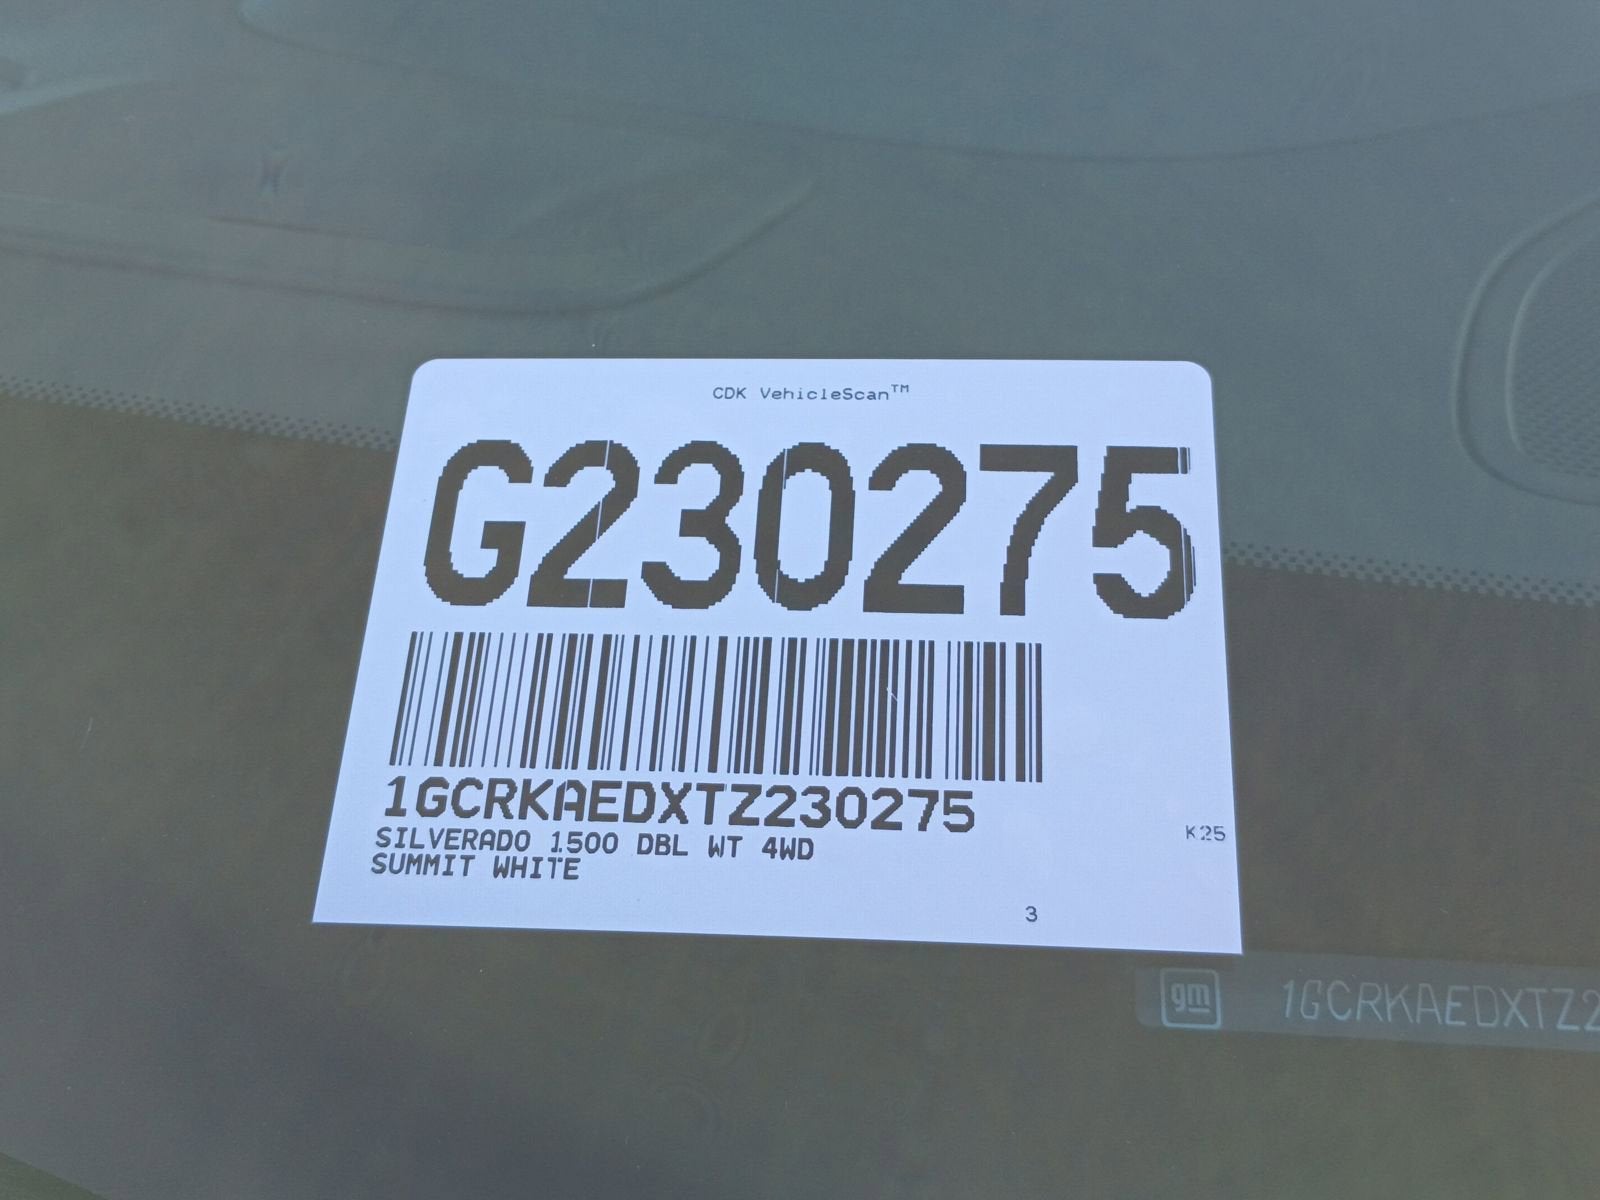 CDK VehicleScan™
G230275
1GCRKAEDXTZ230275
SILVERADO 1500 DBL WT 4WD
SUMMIT WHITE
K25
3
gm 1GCRKAEDXTZ2